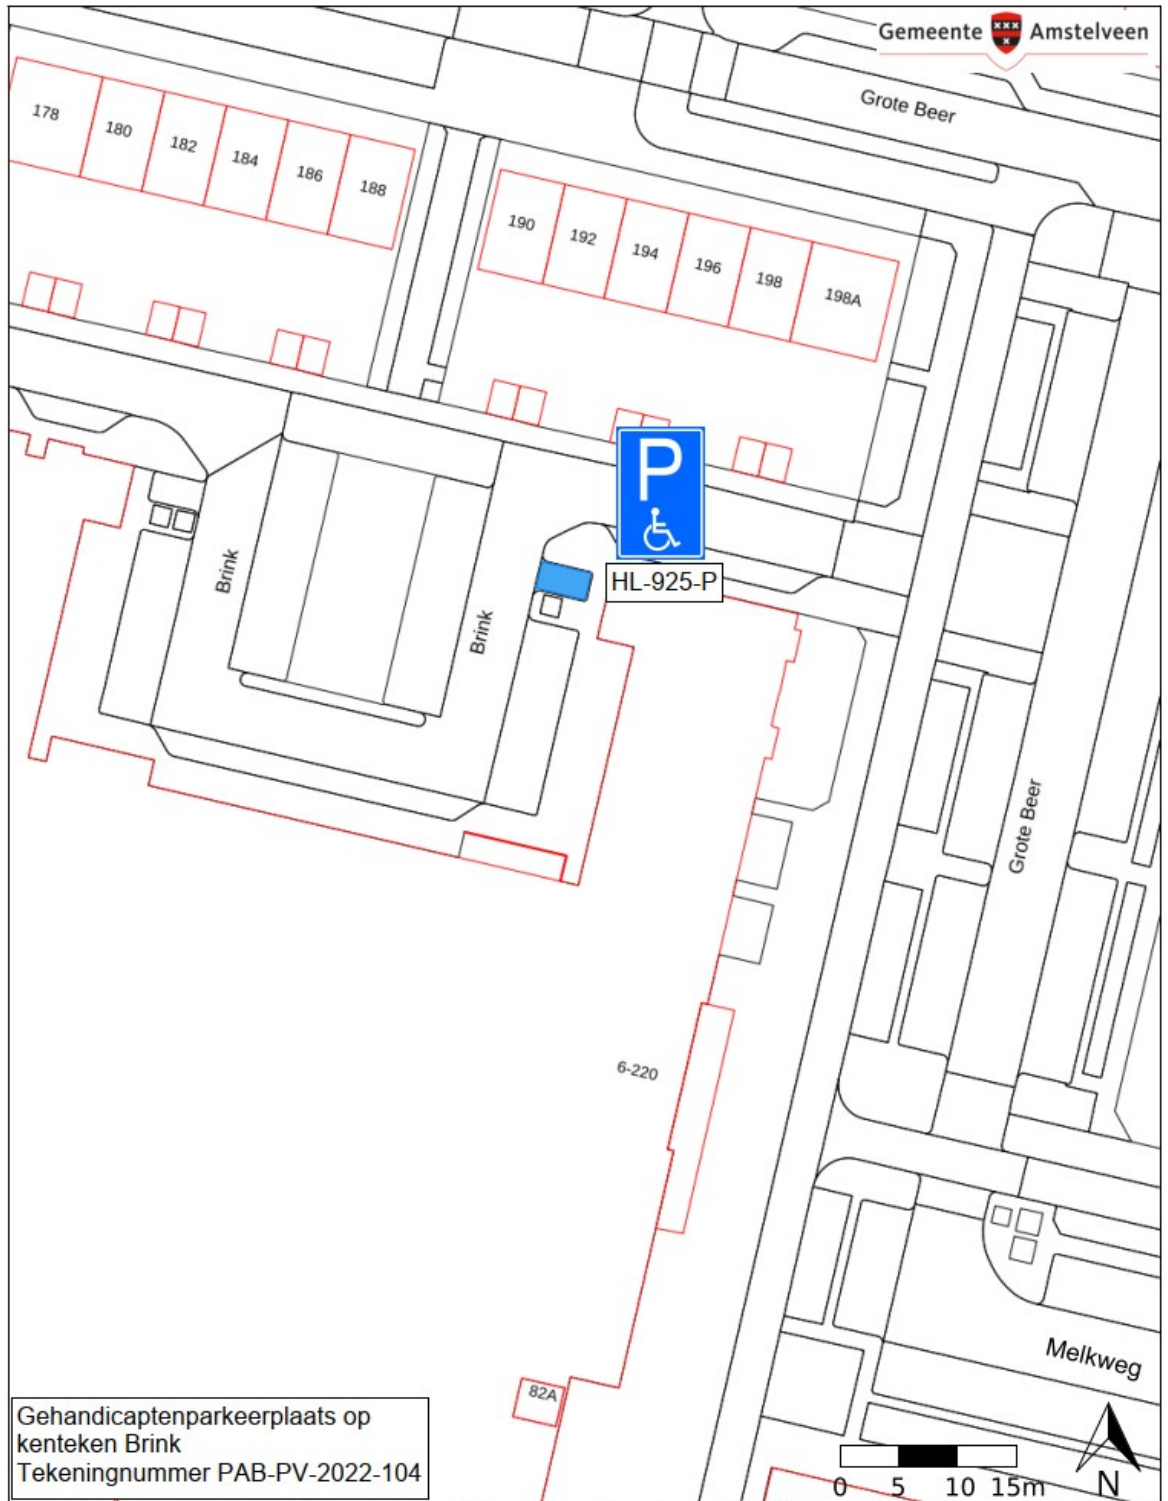 Gemeente Amstelveen
Grote Beer
178
180
182
184
186
188
190
192
194
196
198
198A
P
HL-925-P
Brink
Brink
Grote Beer
6-220
Melkweg
82A
Gehandicaptenparkeerplaats op
kenteken Brink
Tekeningnummer PAB-PV-2022-104
0 5 10 15m
N